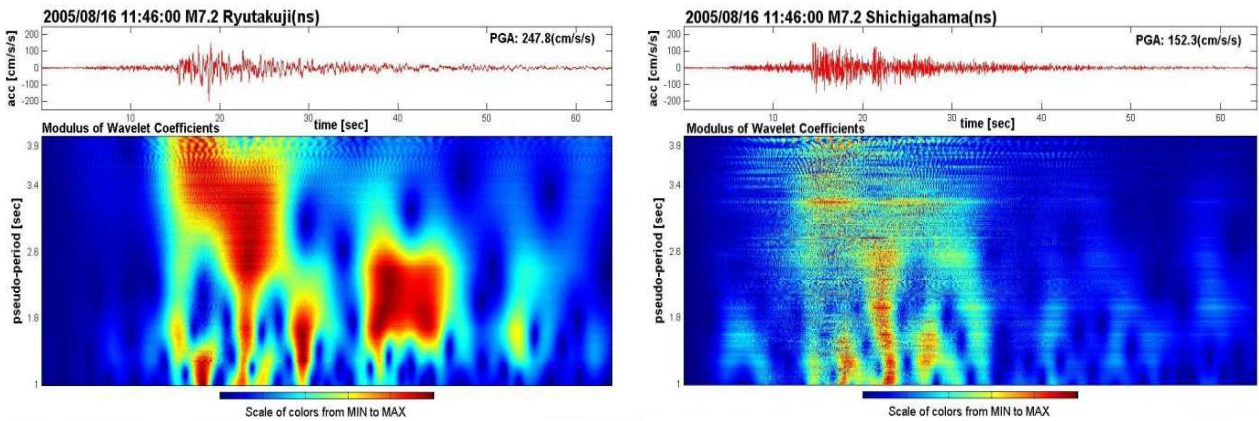 2005/08/16 11:46:00 M7.2 Ryutakuji(ns)
PGA: 247.8(cm/s/s)
acc [cm/s/s]
200
100
0
-100
-200
10
20
30
40
50
60
time [sec]
Modulus of Wavelet Coefficients
pseudo-period [sec]
3.9
3.4
2.6
1.8
1
Scale of colors from MIN to MAX
2005/08/16 11:46:00 M7.2 Shichigahama(ns)
PGA: 152.3(cm/s/s)
acc [cm/s/s]
200
100
0
-100
-200
10
20
30
40
50
60
time [sec]
Modulus of Wavelet Coefficients
pseudo-period [sec]
3.9
3.4
2.6
1.8
1
Scale of colors from MIN to MAX